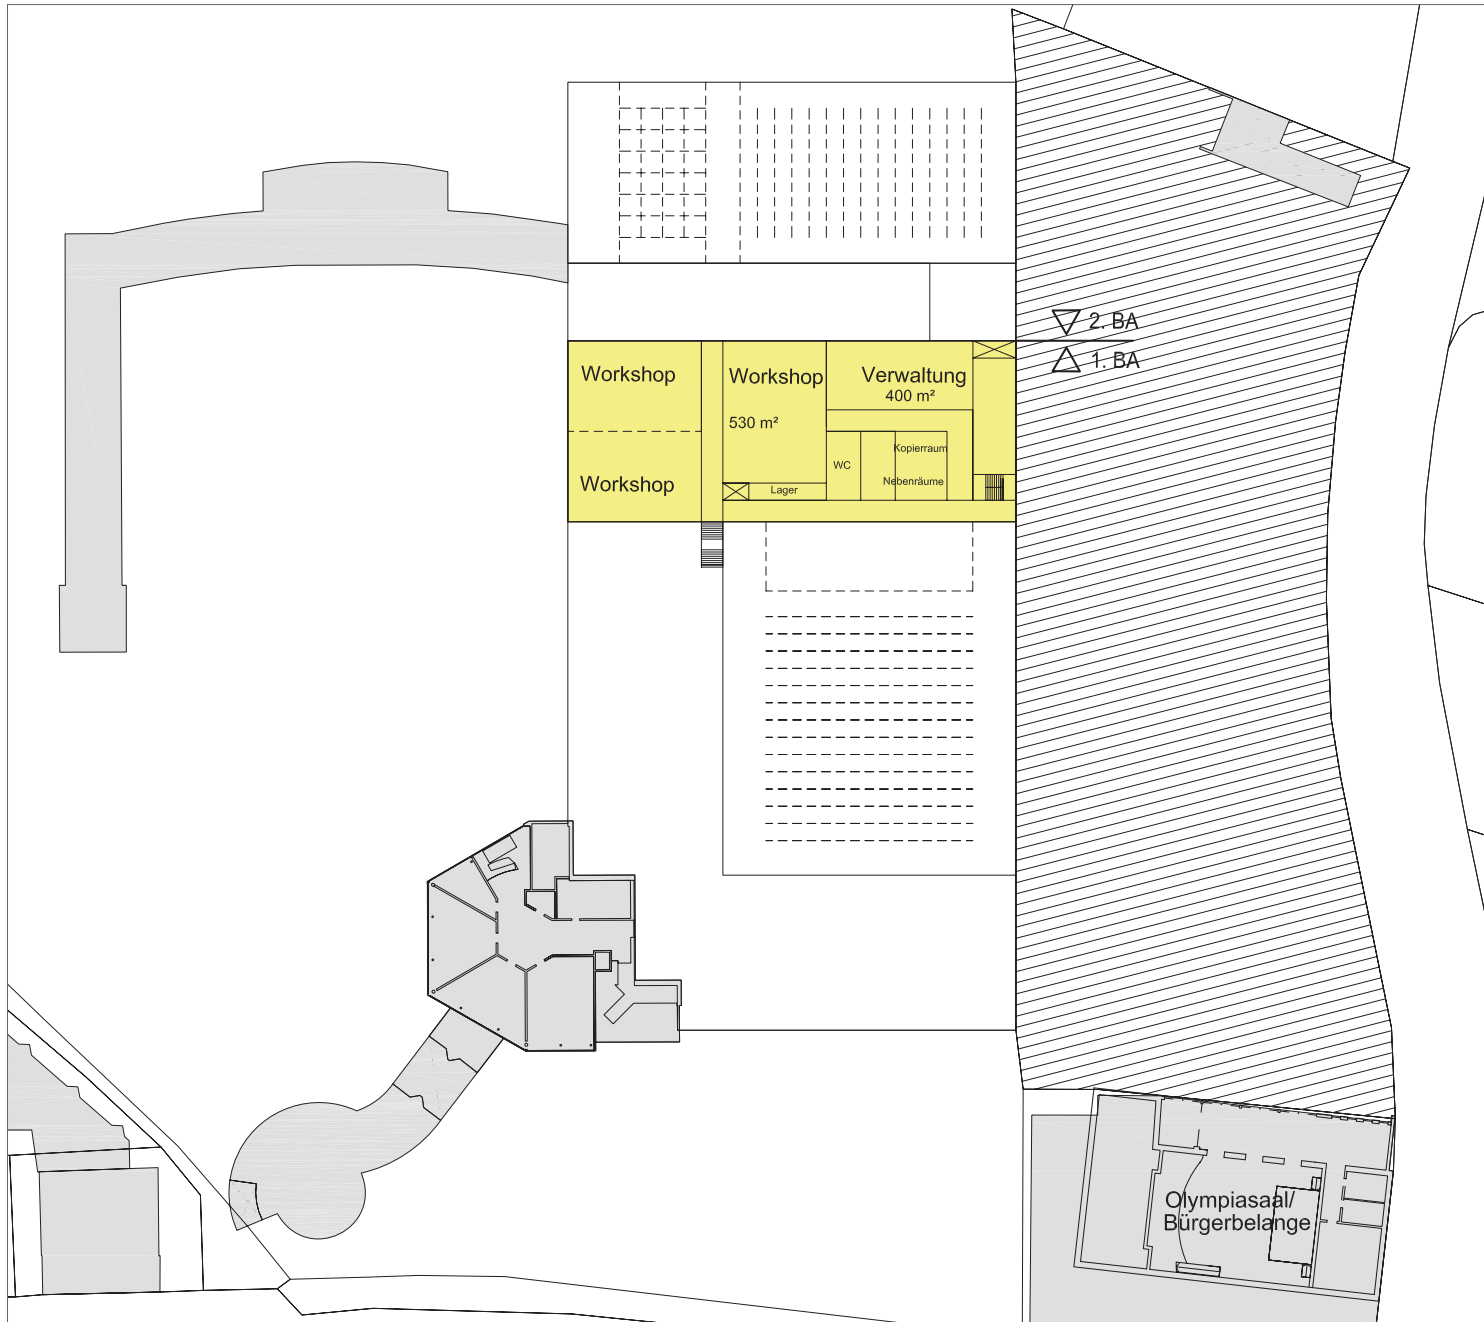 2. BA
1. BA
Workshop
Workshop
Verwaltung
400 m²
530 m²
Kopierraum
WC
Workshop
Lager
Nebenräume
Olympiasaal/
Bürgerbelange